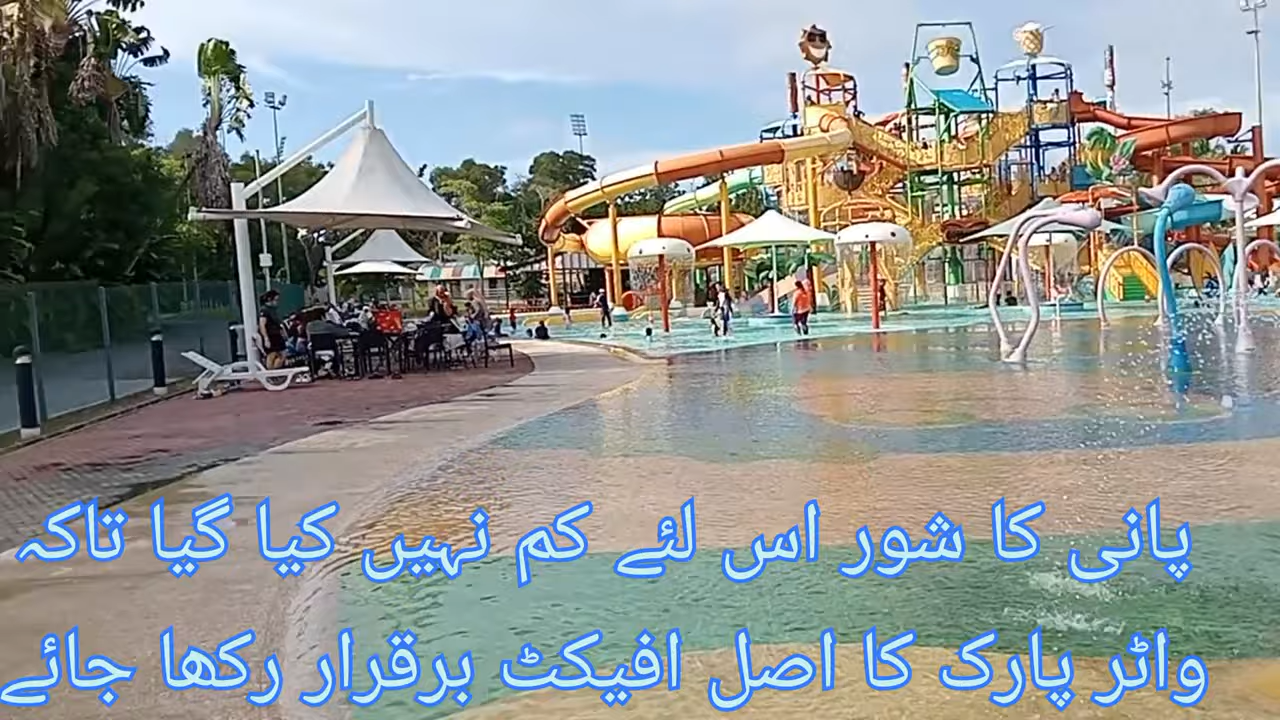 پانی کا شور اس لئے کم نہیں کیا گیا تاکہ
واٹر پارک کا اصل افیکٹ برقرار رکھا جائے